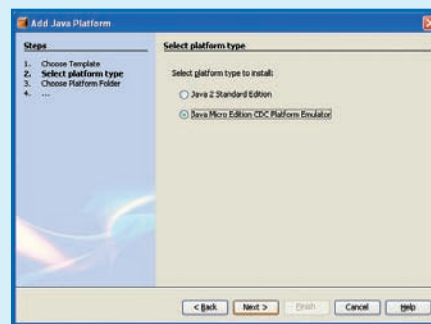 Add Java Platform
Steps
1. Choose Template
2. Select platform type
3. Choose Platform Folder
4. ...
Select platform type
Select platform type to install:
Java 2 Standard Edition
Java Micro Edition CDC Platform Emulator
< Back
Next >
Finish
Cancel
Help